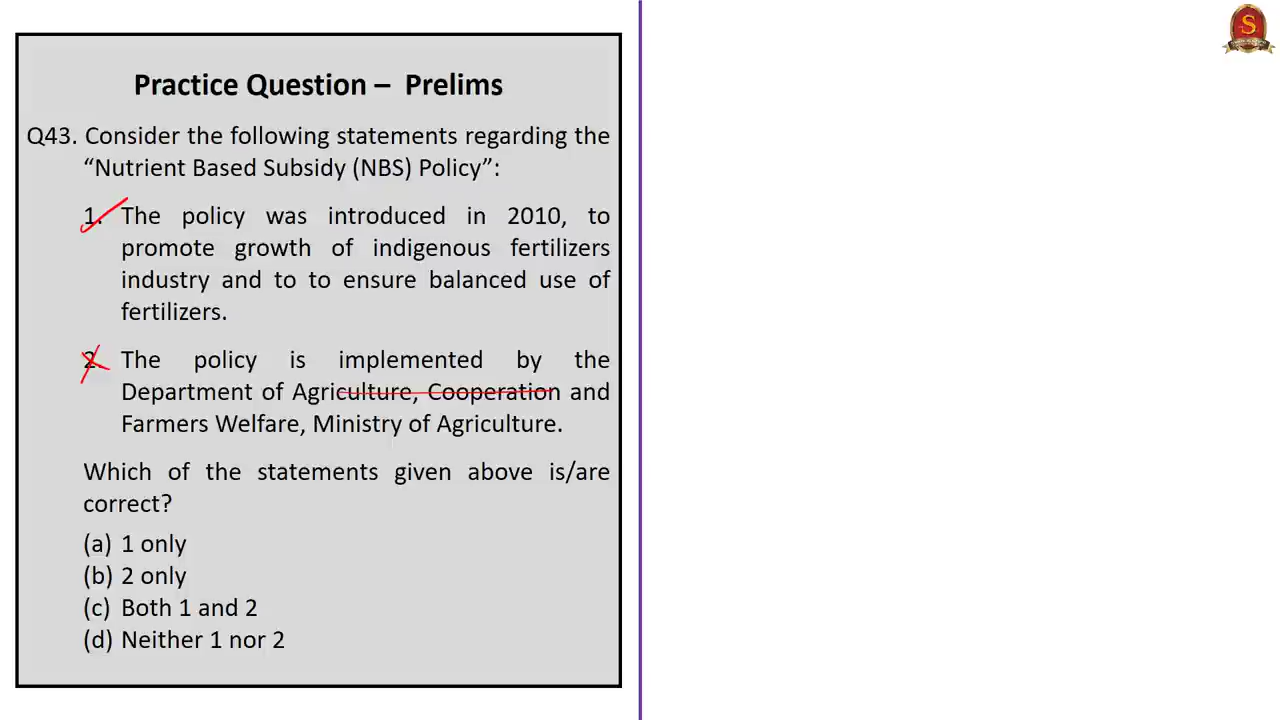 Practice Question – Prelims
Q43. Consider the following statements regarding the
“Nutrient Based Subsidy (NBS) Policy”:
1. The policy was introduced in 2010, to
promote growth of indigenous fertilizers
industry and to to ensure balanced use of
fertilizers.
2. The policy is implemented by the
Department of Agriculture, Cooperation and
Farmers Welfare, Ministry of Agriculture.
Which of the statements given above is/are
correct?
(a) 1 only
(b) 2 only
(c) Both 1 and 2
(d) Neither 1 nor 2
S